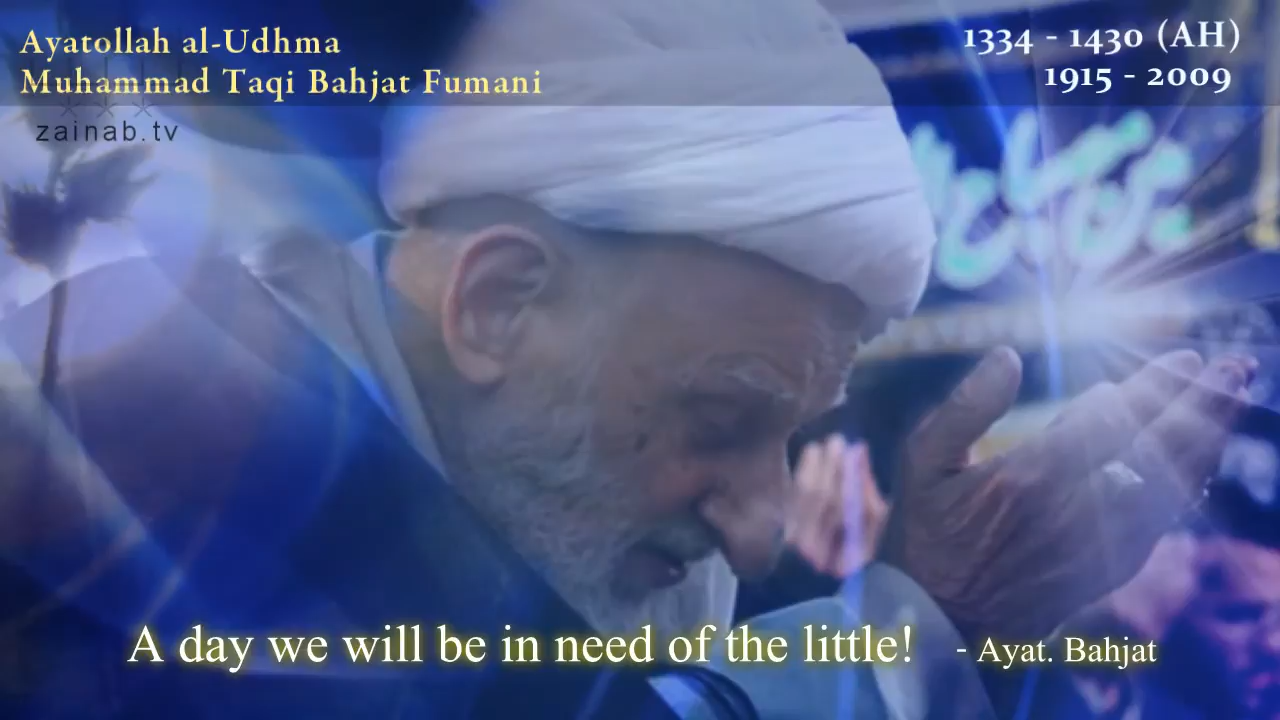 Ayatollah al-Udhma
Muhammad Taqi Bahjat Fumani
1334 - 1430 (AH)
1915 - 2009
zainab.tv
A day we will be in need of the little! - Ayat. Bahjat